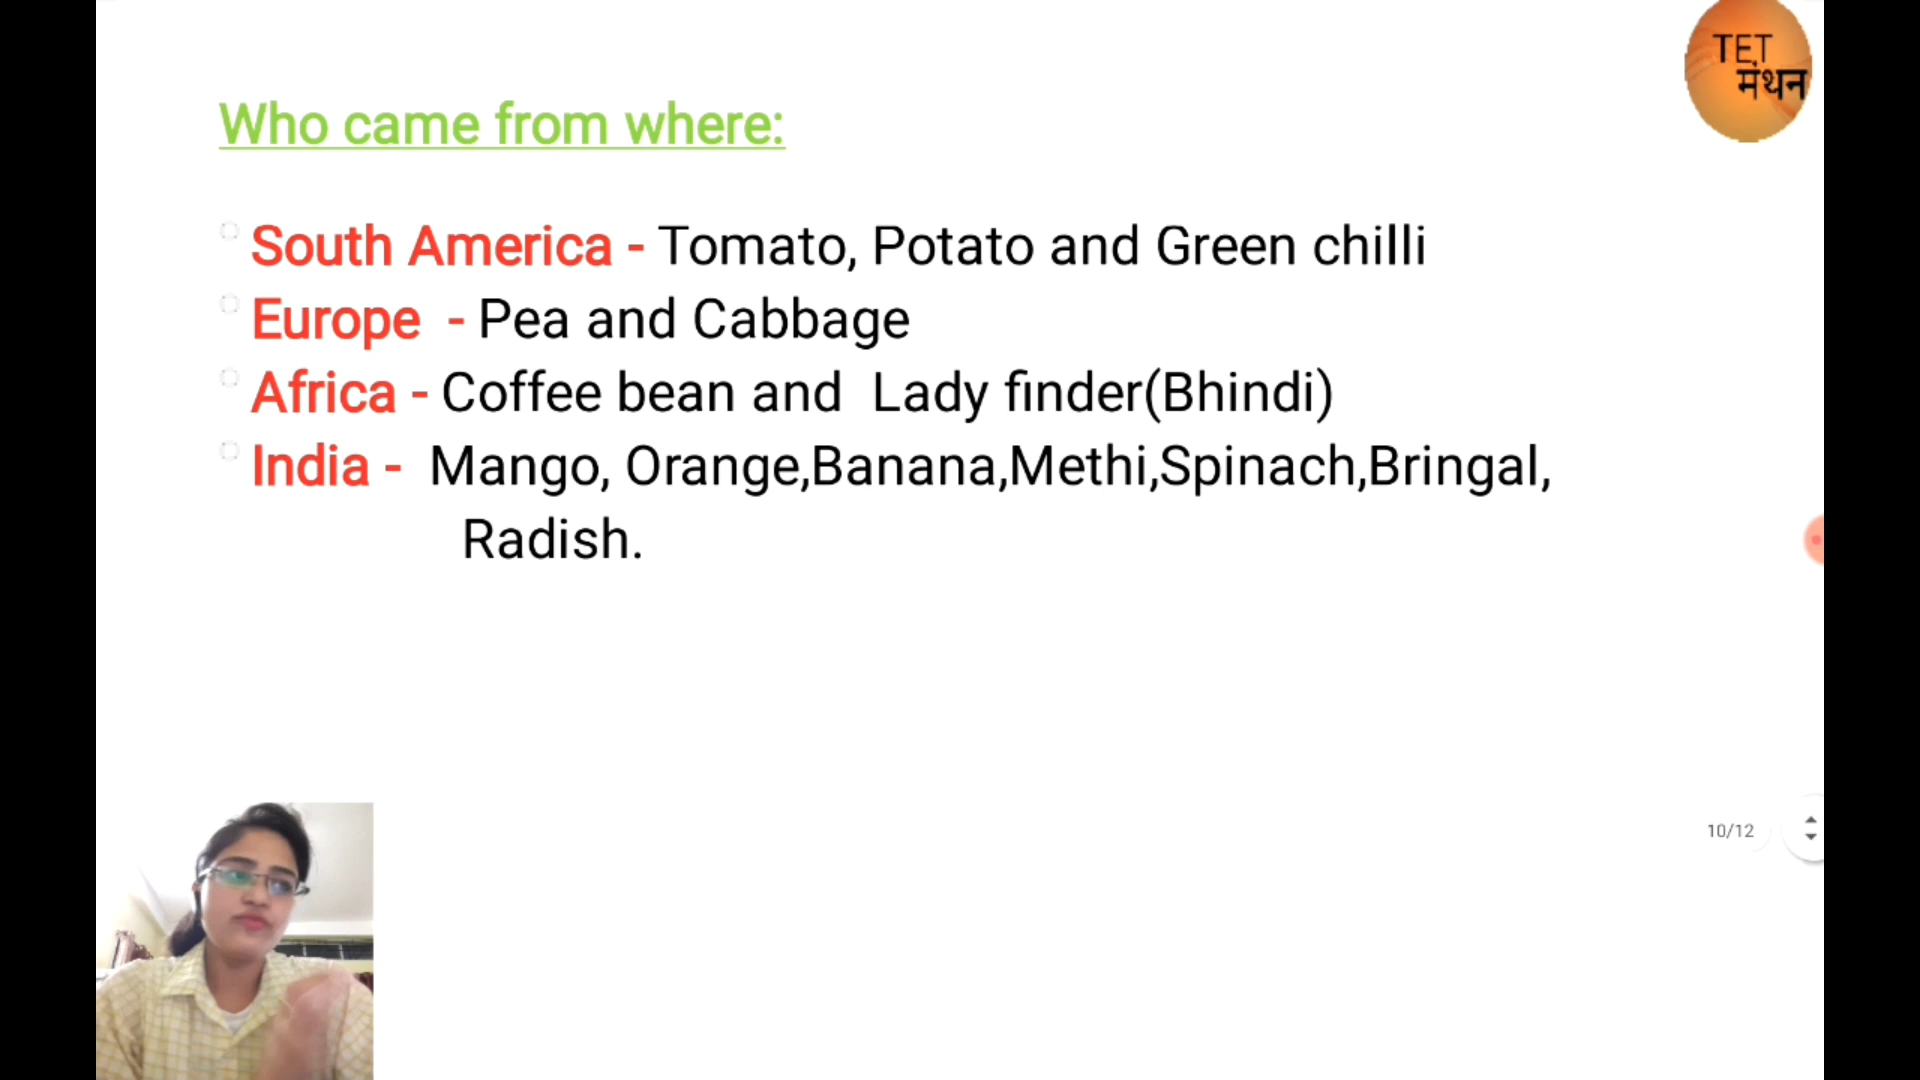 TET
मंथन
Who came from where:
South America - Tomato, Potato and Green chilli
Europe - Pea and Cabbage
Africa - Coffee bean and Lady finder(Bhindi)
India - Mango, Orange,Banana,Methi,Spinach,Bringal,
Radish.
10/12